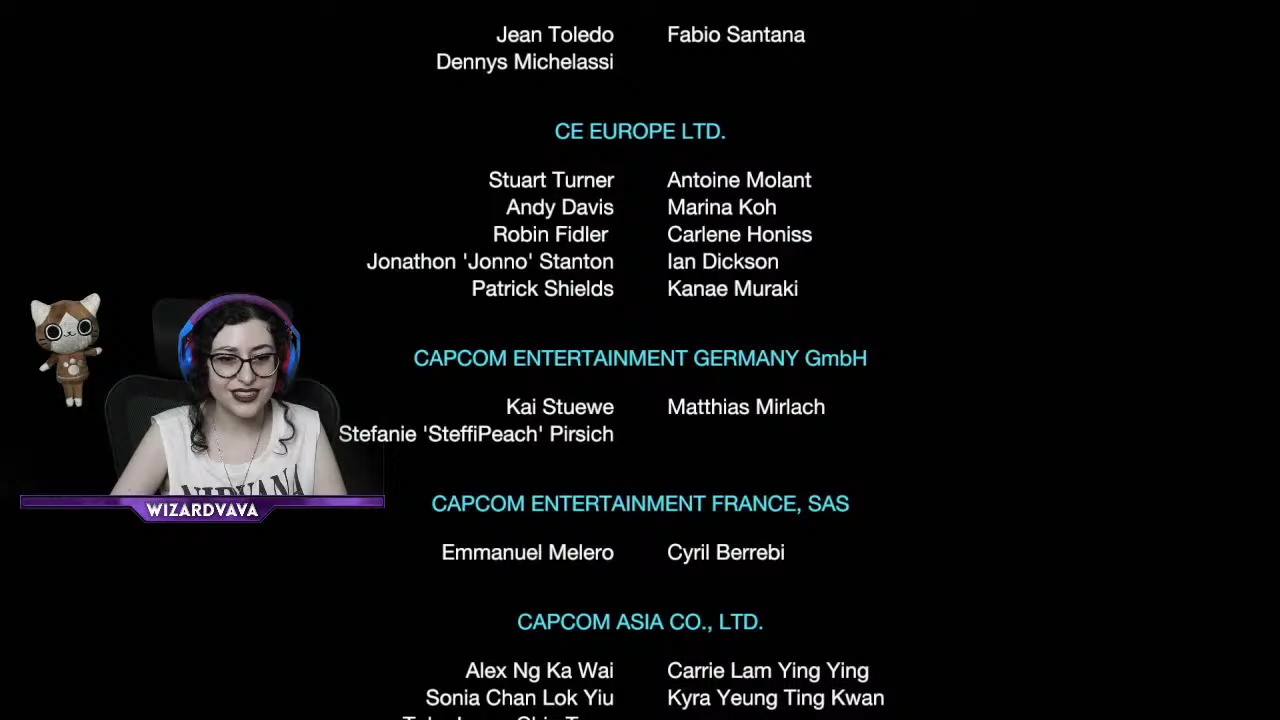 Jean Toledo Fabio Santana
Dennys Michelassi
CE EUROPE LTD.
Stuart Turner Antoine Molant
Andy Davis Marina Koh
Robin Fidler Carlene Honiss
Jonathon 'Jonno' Stanton Ian Dickson
Patrick Shields Kanae Muraki
CAPCOM ENTERTAINMENT GERMANY GmbH
Kai Stuewe Matthias Mirlach
Stefanie 'SteffiPeach' Pirsich
NIRVANA
WIZARDVAVA
CAPCOM ENTERTAINMENT FRANCE, SAS
Emmanuel Melero Cyril Berrebi
CAPCOM ASIA CO., LTD.
Alex Ng Ka Wai Carrie Lam Ying Ying
Sonia Chan Lok Yiu Kyra Yeung Ting Kwan